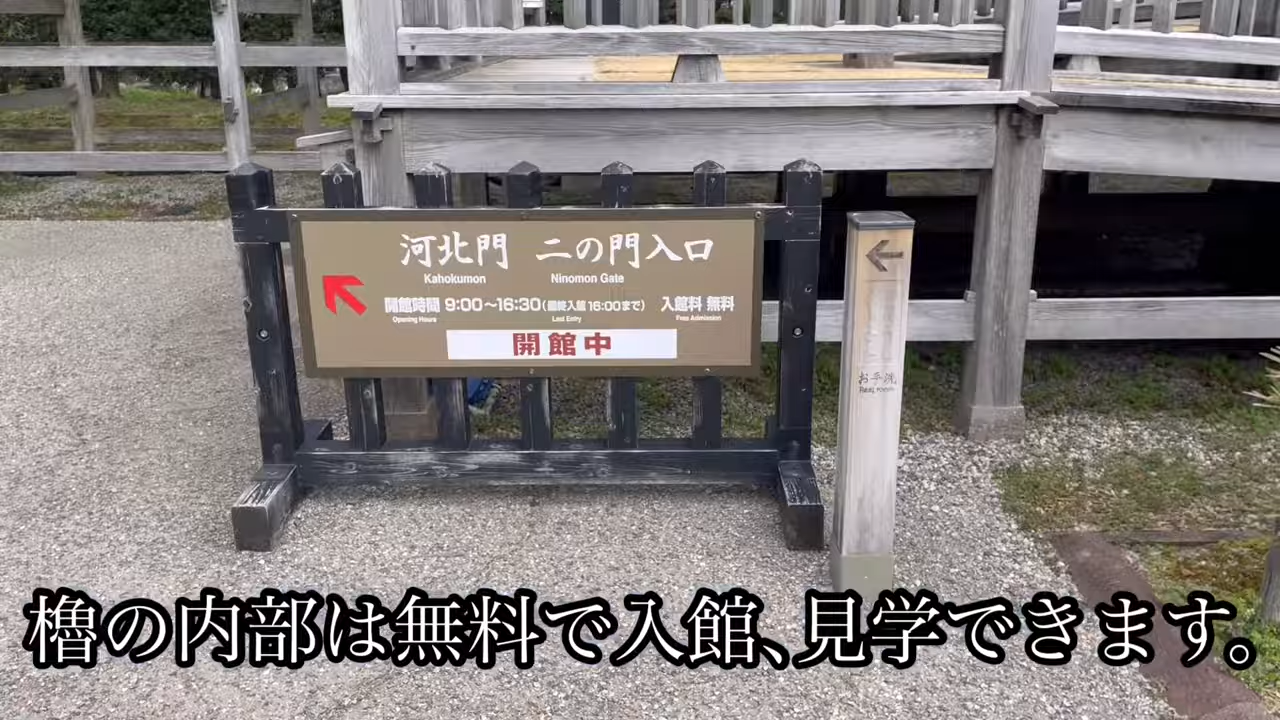 河北門 二の門入口
Kahokumon Ninomon Gate
開館時間 9:00～16:30(最終入館 16:00まで) 入館料 無料
Opening Hours Last Entry Free Admission
開館中
お手洗
櫓の内部は無料で入館、見学できます。